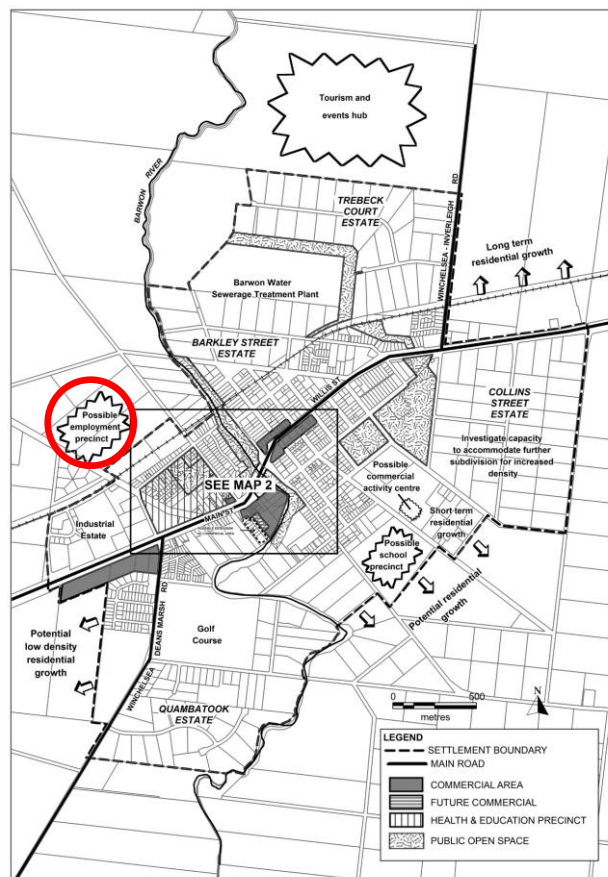 Tourism and
events hub
BARWON
RIVER
TREBECK
COURT
ESTATE
WINCHELSEA - INVERLEIGH
RD
Long term
residential growth
Barwon Water
Sewerage Treatment Plant
BARKLEY STREET
ESTATE
WILLIS ST
COLLINS
STREET
ESTATE
Investigate capacity
to accommodate further
subdivision for increased
density
Possible
employment
precinct
SEE MAP 2
MAIN ST
Possible
commercial
activity centre
Industrial
Estate
Short term
residential
growth
Possible
school
precinct
Potential residential
growth
Potential
low density
residential
growth
WINCHELSEA
DEANS MARSH
RD
Golf
Course
QUAMBATOOK
ESTATE
0
500
metres
N
LEGEND
SETTLEMENT BOUNDARY
MAIN ROAD
COMMERCIAL AREA
FUTURE COMMERCIAL
HEALTH & EDUCATION PRECINCT
PUBLIC OPEN SPACE